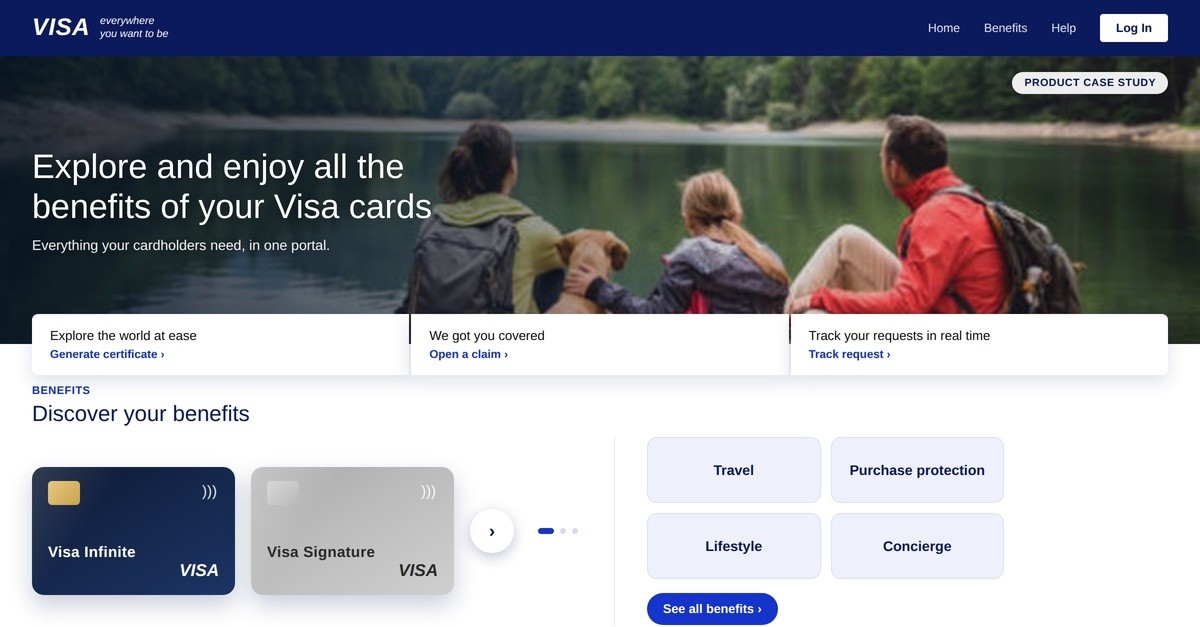 VISA
everywhere
you want to be
Home
Benefits
Help
Log In
PRODUCT CASE STUDY
Explore and enjoy all the
benefits of your Visa cards
Everything your cardholders need, in one portal.
Explore the world at ease
Generate certificate ›
We got you covered
Open a claim ›
Track your requests in real time
Track request ›
BENEFITS
Discover your benefits
Visa Infinite
VISA
Visa Signature
VISA
›
Travel
Purchase protection
Lifestyle
Concierge
See all benefits ›